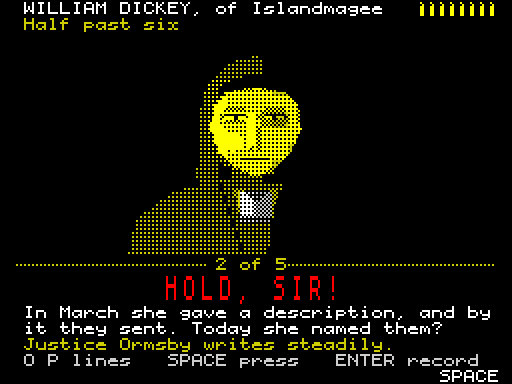 WILLIAM DICKEY, of Islandmagee
Half past six
2 of 5
HOLD, SIR!
In March she gave a description, and by
it they sent. Today she named them?
Justice Ormsby writes steadily.
O P lines SPACE press ENTER record
SPACE